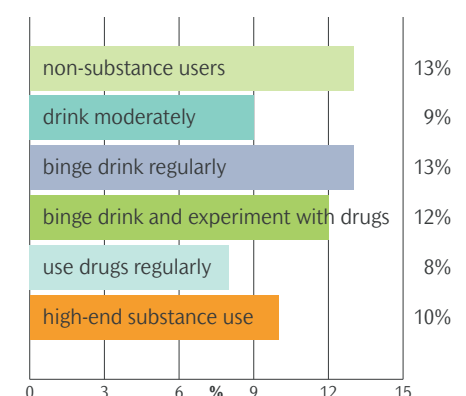 non-substance users 13%
drink moderately 9%
binge drink regularly 13%
binge drink and experiment with drugs 12%
use drugs regularly 8%
high-end substance use 10%
0 3 6 % 9 12 15